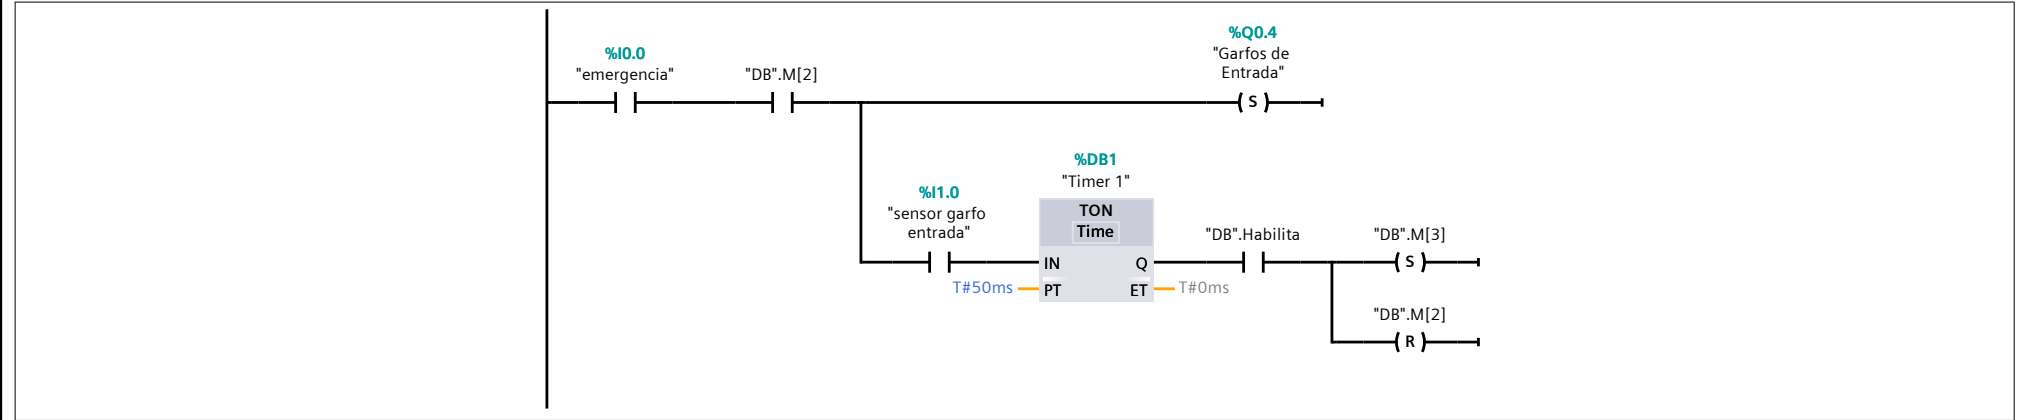 %Q0.4
"Garfos de
Entrada"
%I0.0
"emergencia"
"DB".M[2]
S
%DB1
"Timer 1"
%I1.0
"sensor garfo
entrada"
TON
Time
"DB".Habilita
"DB".M[3]
IN
Q
S
T#50ms
PT
ET
T#0ms
"DB".M[2]
R